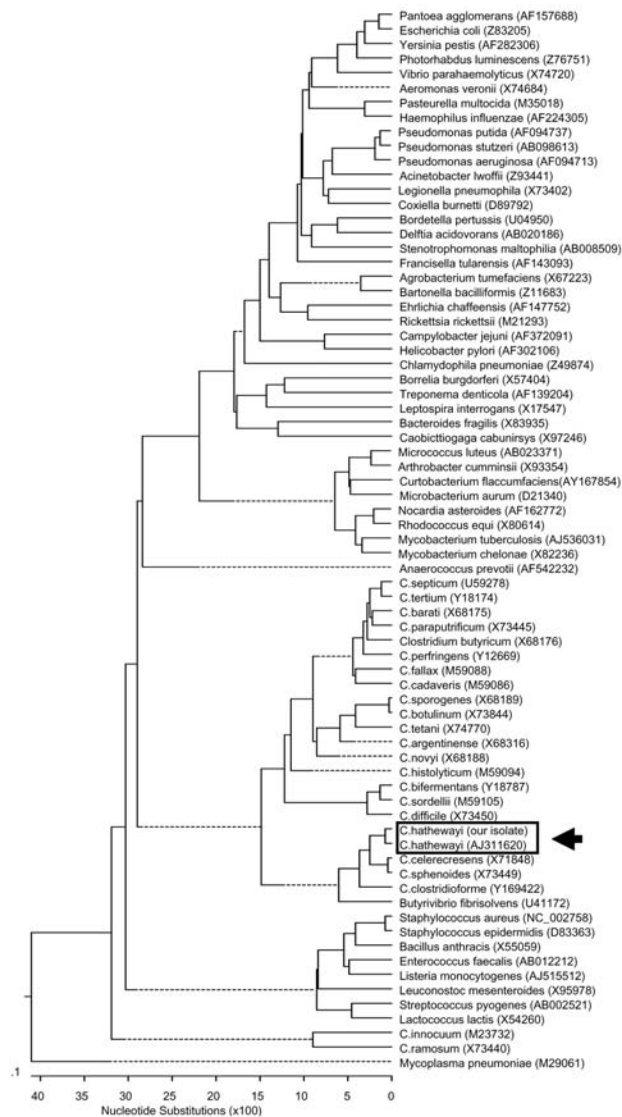 Pantoea agglomerans (AF157688)
Escherichia coli (Z83205)
Yersinia pestis (AF282306)
Photorhabdus luminescens (Z76751)
Vibrio parahaemolyticus (X74720)
Aeromonas veronii (X74684)
Pasturella multocida (M35018)
Haemophilus influenzae (AF224305)
Pseudomonas putida (AF094737)
Pseudomonas stutzeri (AB098613)
Pseudomonas aeruginosa (AF094713)
Acinetobacter lwoffii (Z93441)
Legionella pneumophila (X73402)
Coxiella burnetti (D89792)
Bordetella pertussis (U04950)
Delftia acidovorans (AB020186)
Stenotrophomonas maltophilia (AB008509)
Francisella tularensis (AF143093)
Agrobacterium tumefaciens (X67223)
Bartonella bacilliformis (Z11683)
Ehrlichia chaffeensis (AF147752)
Rickettsia rickettsii (M21293)
Campylobacter jejuni (AF372091)
Helicobacter pylori (AF302106)
Chlamydophila pneumoniae (Z49874)
Borrelia burgdorferi (X57404)
Treponema denticola (AF139204)
Leptospira interrogans (X17547)
Bacteroides fragilis (X83935)
Caobicttiogaga cabunirsys (X97246)
Micrococcus luteus (AB023371)
Arthrobacter cumminsii (X93354)
Curtobacterium flaccumfaciens(AY167854)
Microbacterium aurum (D21340)
Nocardia asteroides (AF162772)
Rhodococcus equi (X80614)
Mycobacterium tuberculosis (AJ536031)
Mycobacterium chelonae (X82236)
Anaerococcus prevotii (AF542232)
C.septicum (U59278)
C.tertium (Y18174)
C.barati (X68175)
C.paraputrificum (X73445)
Clostridium butyricum (X68176)
C.perfringens (Y12669)
C.fallax (M59088)
C.cadaveris (M59086)
C.sporogenes (X68189)
C.botulinum (X73844)
C.tetani (X74770)
C.argentinense (X68316)
C.novyi (X68188)
C.histolyticum (M59094)
C.bifermentans (Y18787)
C.sordellii (M59105)
C.difficile (X73450)
C.hathewayi (our isolate)
C.hathewayi (AJ311620)
C.celerecresens (X71848)
C.sphenoides (X73449)
C.clostridioforme (Y169422)
Butyrivibrio fibrisolvens (U41172)
Staphylococcus aureus (NC_002758)
Staphylococcus epidermidis (D83363)
Bacillus anthracis (X55059)
Enterococcus faecalis (AB012212)
Listeria monocytogenes (AJ515512)
Leuconostoc mesenteroides (X95978)
Streptococcus pyogenes (AB002521)
Lactococcus lactis (X54260)
C.innocuum (M23732)
C.ramosum (X73440)
Mycoplasma pneumoniae (M29061)
.1
40 35 30 25 20 15 10 5 0
Nucleotide Substitutions (x100)